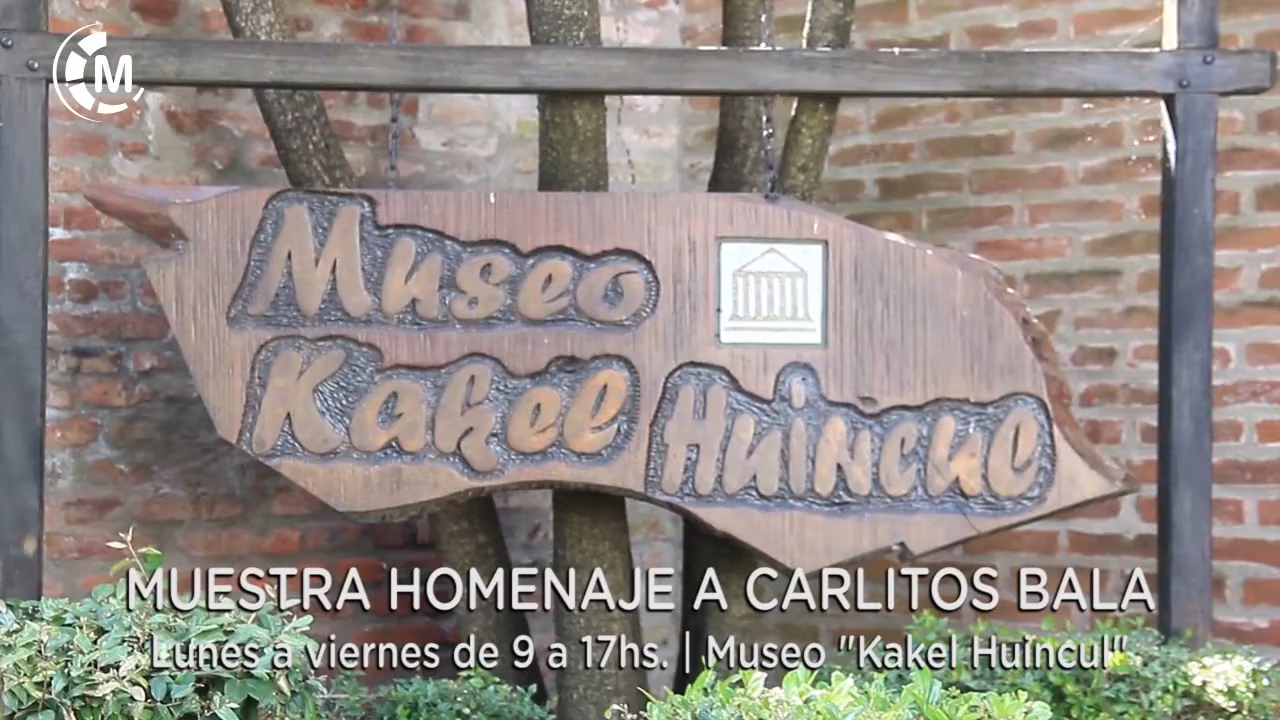 M
Museo
Kakel Huincul
MUESTRA HOMENAJE A CARLITOS BALA
Lunes a viernes de 9 a 17hs. | Museo "Kakel Huincul"